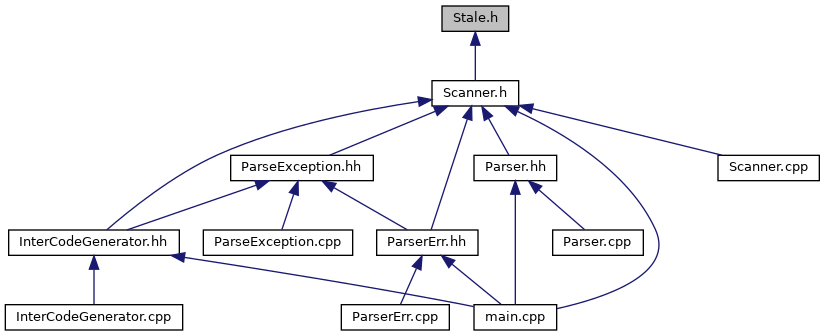 Stale.h
Scanner.h
ParseException.hh
Parser.hh
Scanner.cpp
InterCodeGenerator.hh
ParseException.cpp
ParserErr.hh
Parser.cpp
InterCodeGenerator.cpp
ParserErr.cpp
main.cpp